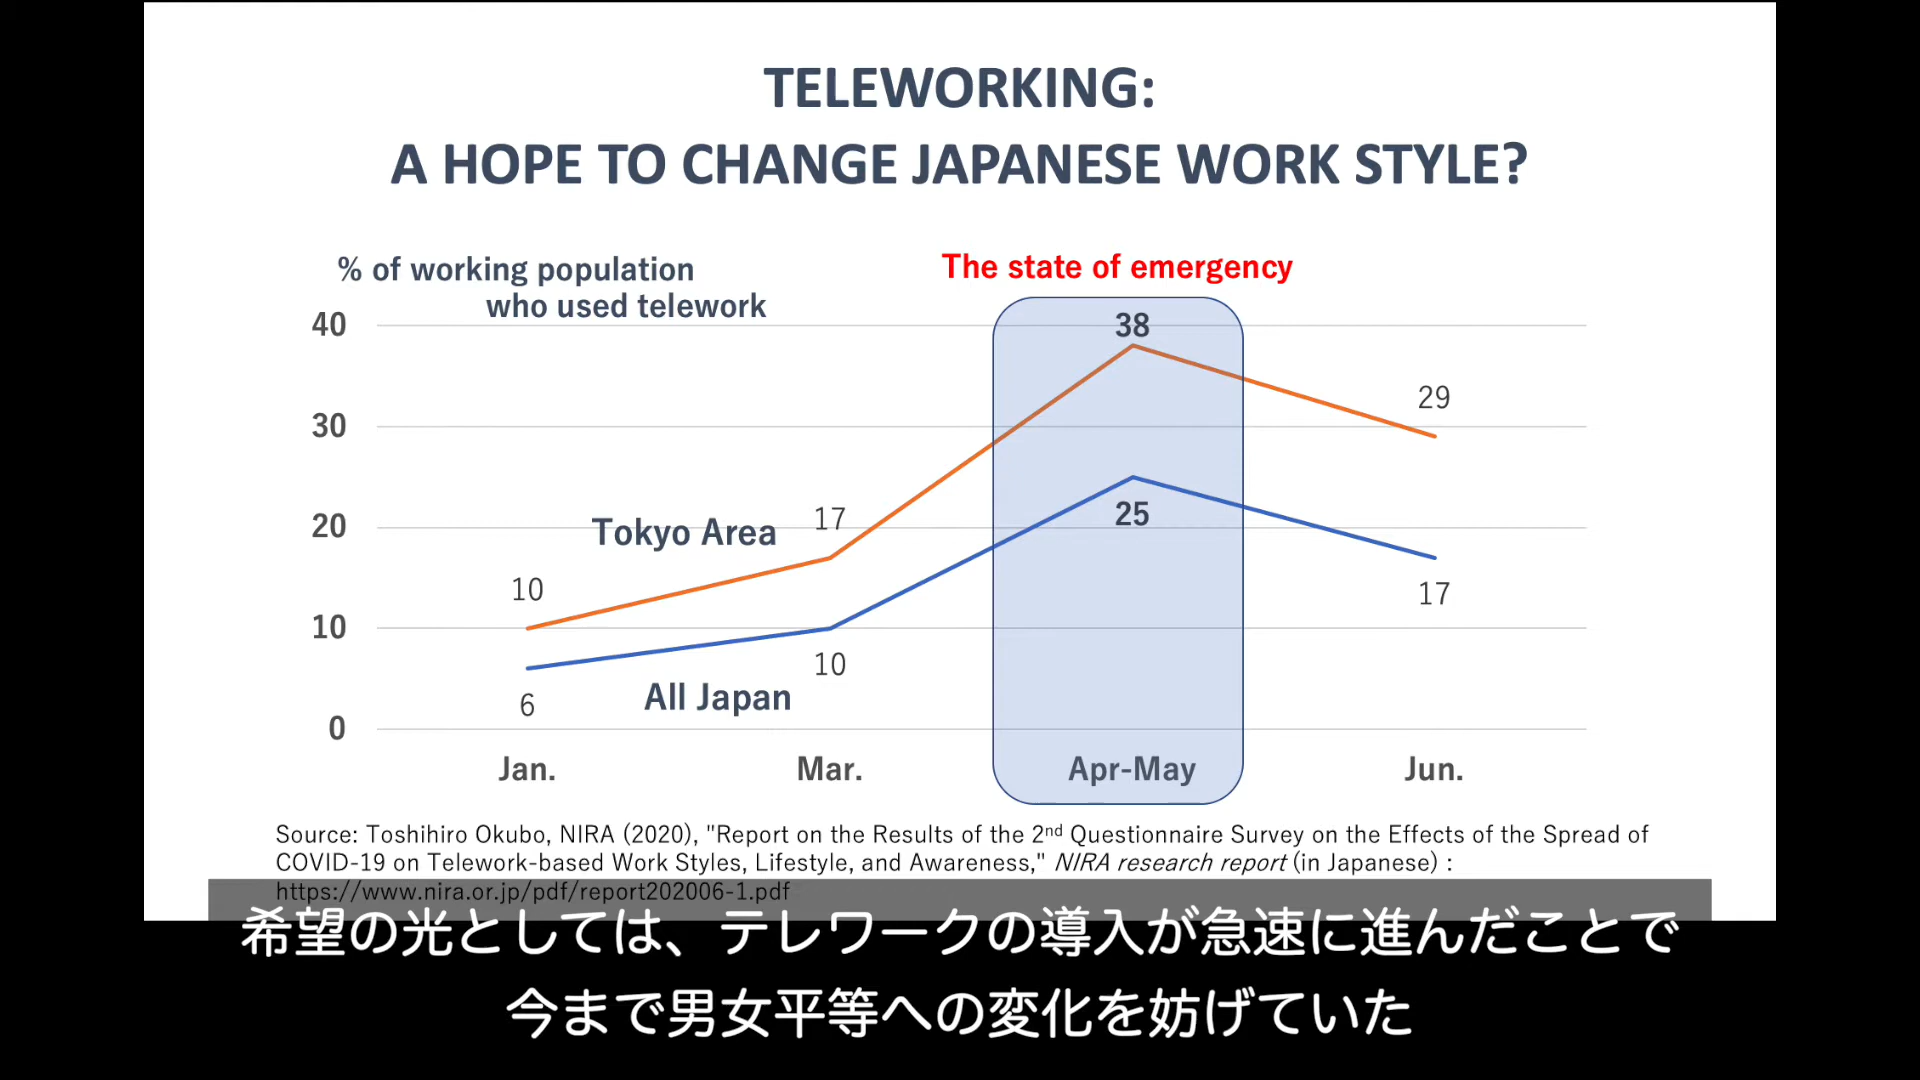 TELEWORKING:
A HOPE TO CHANGE JAPANESE WORK STYLE?
% of working population
who used telework
The state of emergency
40
30
20
10
0
38
29
Tokyo Area
17
25
10
17
10
6
All Japan
Jan.
Mar.
Apr-May
Jun.
Source: Toshihiro Okubo, NIRA (2020), "Report on the Results of the 2nd Questionnaire Survey on the Effects of the Spread of
COVID-19 on Telework-based Work Styles, Lifestyle, and Awareness," NIRA research report (in Japanese) :
https://www.nira.or.jp/pdf/report202006-1.pdf
希望の光としては、テレワークの導入が急速に進んだことで
今まで男女平等への変化を妨げていた